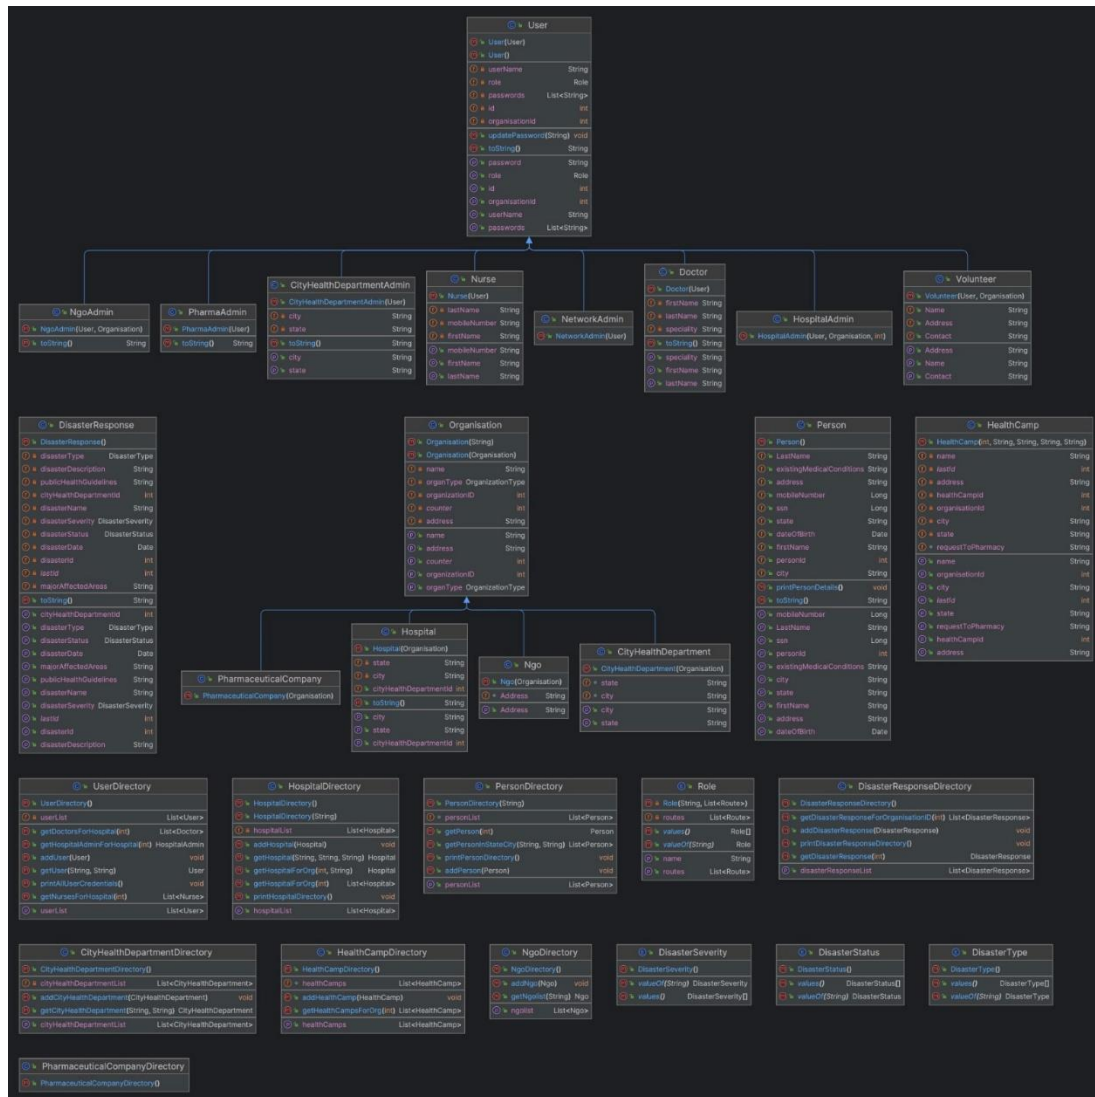 User
User(User)
User()
userName String
role Role
passwords List<String>
id int
organisationId int
updatePassword(String) void
toString() String
password String
role Role
id int
organisationId int
userName String
passwords List<String>
NgoAdmin
NgoAdmin(User, Organisation)
toString() String
PharmaAdmin
PharmaAdmin(User)
toString() String
CityHealthDepartmentAdmin
CityHealthDepartmentAdmin(User)
city String
state String
toString() String
city String
state String
Nurse
Nurse(User)
lastName String
mobileNumber String
firstName String
mobileNumber String
firstName String
lastName String
NetworkAdmin
NetworkAdmin(User)
Doctor
Doctor(User)
firstName String
lastName String
speciality String
toString() String
speciality String
firstName String
lastName String
HospitalAdmin
HospitalAdmin(User, Organisation, int)
Volunteer
Volunteer(User, Organisation)
Name String
Address String
Contact String
Address String
Name String
Contact String
DisasterResponse
DisasterResponse()
disasterType DisasterType
disasterDescription String
publicHealthGuidelines String
cityHealthDepartmentId int
disasterName String
disasterSeverity DisasterSeverity
disasterStatus DisasterStatus
disasterDate Date
disasterId int
lastId int
majorAffectedAreas String
toString() String
cityHealthDepartmentId int
disasterType DisasterType
disasterStatus DisasterStatus
disasterDate Date
majorAffectedAreas String
publicHealthGuidelines String
disasterName String
disasterSeverity DisasterSeverity
lastId int
disasterId int
disasterDescription String
Organisation
Organisation(String)
Organisation(Organisation)
name String
organType OrganizationType
organizationID int
counter int
address String
name String
address String
counter int
organizationID int
organType OrganizationType
Person
Person()
LastName String
existingMedicalConditions String
address String
mobileNumber Long
ssn Long
state String
dateOfBirth Date
firstName String
personId int
city String
printPersonDetails() void
toString() String
mobileNumber Long
LastName String
ssn Long
personId int
existingMedicalConditions String
city String
state String
firstName String
address String
dateOfBirth Date
HealthCamp
HealthCamp(int, String, String, String, String)
name String
lastId int
address String
healthCampId int
organisationId int
city String
state String
requestToPharmacy String
name String
organisationId int
city String
lastId int
state String
requestToPharmacy String
healthCampId int
address String
PharmaceuticalCompany
PharmaceuticalCompany(Organisation)
Hospital
Hospital(Organisation)
state String
city String
cityHealthDepartmentId int
toString() String
city String
state String
cityHealthDepartmentId int
Ngo
Ngo(Organisation)
Address String
Address String
CityHealthDepartment
CityHealthDepartment(Organisation)
state String
city String
city String
state String
UserDirectory
UserDirectory()
userList List<User>
getDoctorsForHospital(int) List<Doctor>
getHospitalAdminForHospital(int) HospitalAdmin
addUser(User) void
getUser(String, String) User
printAllUserCredentials() void
getNursesForHospital(int) List<Nurse>
userList List<User>
HospitalDirectory
HospitalDirectory()
HospitalDirectory(String)
hospitalList List<Hospital>
addHospital(Hospital) void
getHospital(String, String, String) Hospital
getHospitalForOrg(int, String) Hospital
getHospitalForOrg(int) List<Hospital>
printHospitalDirectory() void
hospitalList List<Hospital>
PersonDirectory
PersonDirectory(String)
personList List<Person>
getPerson(int) Person
getPersonInStateCity(String, String) List<Person>
printPersonDirectory() void
addPerson(Person) void
personList List<Person>
Role
Role(String, List<Route>)
routes List<Route>
values() Role[]
valueOf(String) Role
name String
routes List<Route>
DisasterResponseDirectory
DisasterResponseDirectory()
getDisasterResponseForOrganisationID(int) List<DisasterResponse>
addDisasterResponse(DisasterResponse) void
printDisasterResponseDirectory() void
getDisasterResponse(int) DisasterResponse
disasterResponseList List<DisasterResponse>
CityHealthDepartmentDirectory
CityHealthDepartmentDirectory()
cityHealthDepartmentList List<CityHealthDepartment>
addCityHealthDepartment(CityHealthDepartment) void
getCityHealthDepartment(String, String) CityHealthDepartment
cityHealthDepartmentList List<CityHealthDepartment>
HealthCampDirectory
HealthCampDirectory()
healthCamps List<HealthCamp>
addHealthCamp(HealthCamp) void
getHealthCampsForOrg(int) List<HealthCamp>
healthCamps List<HealthCamp>
NgoDirectory
NgoDirectory()
addNgo(Ngo) void
getNgolist(String) Ngo
ngolist List<Ngo>
DisasterSeverity
DisasterSeverity()
valueOf(String) DisasterSeverity
values() DisasterSeverity[]
DisasterStatus
DisasterStatus()
values() DisasterStatus[]
valueOf(String) DisasterStatus
DisasterType
DisasterType()
values() DisasterType[]
valueOf(String) DisasterType
PharmaceuticalCompanyDirectory
PharmaceuticalCompanyDirectory()